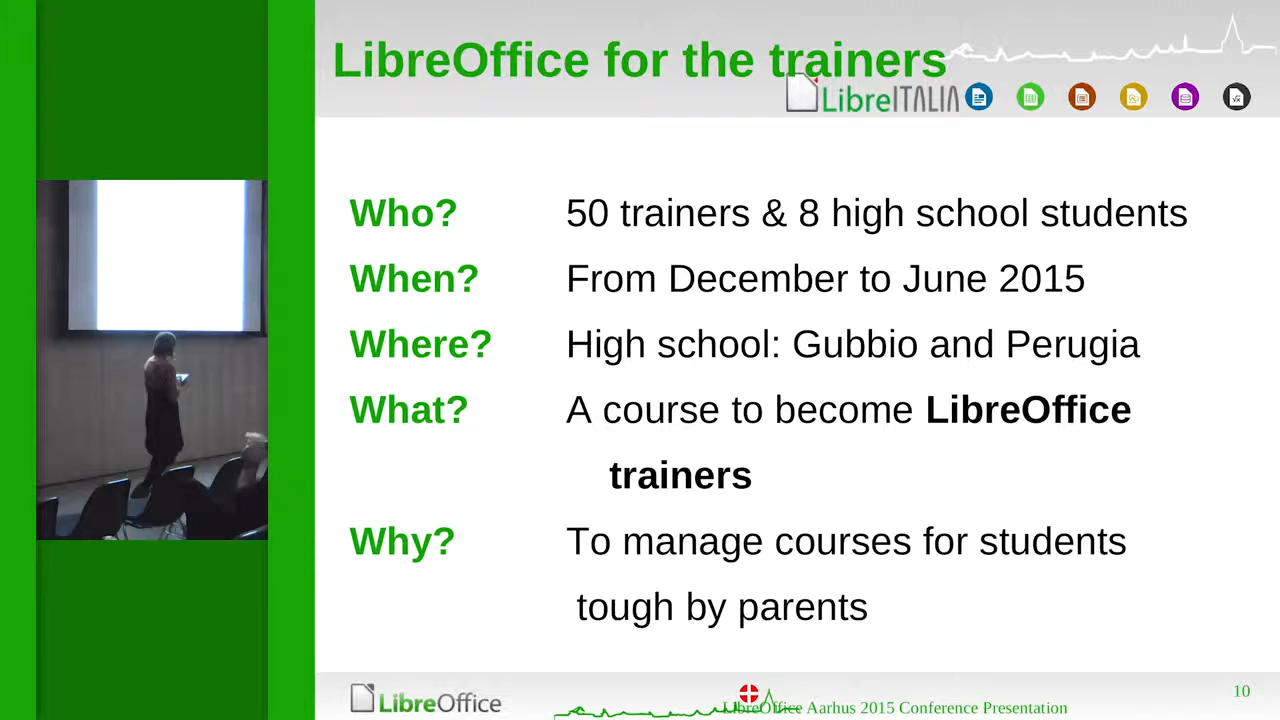 LibreOffice for the trainers
LibreITALIA
Who? 50 trainers & 8 high school students
When? From December to June 2015
Where? High school: Gubbio and Perugia
What? A course to become LibreOffice
trainers
Why? To manage courses for students
tough by parents
LibreOffice
LibreOffice Aarhus 2015 Conference Presentation
10